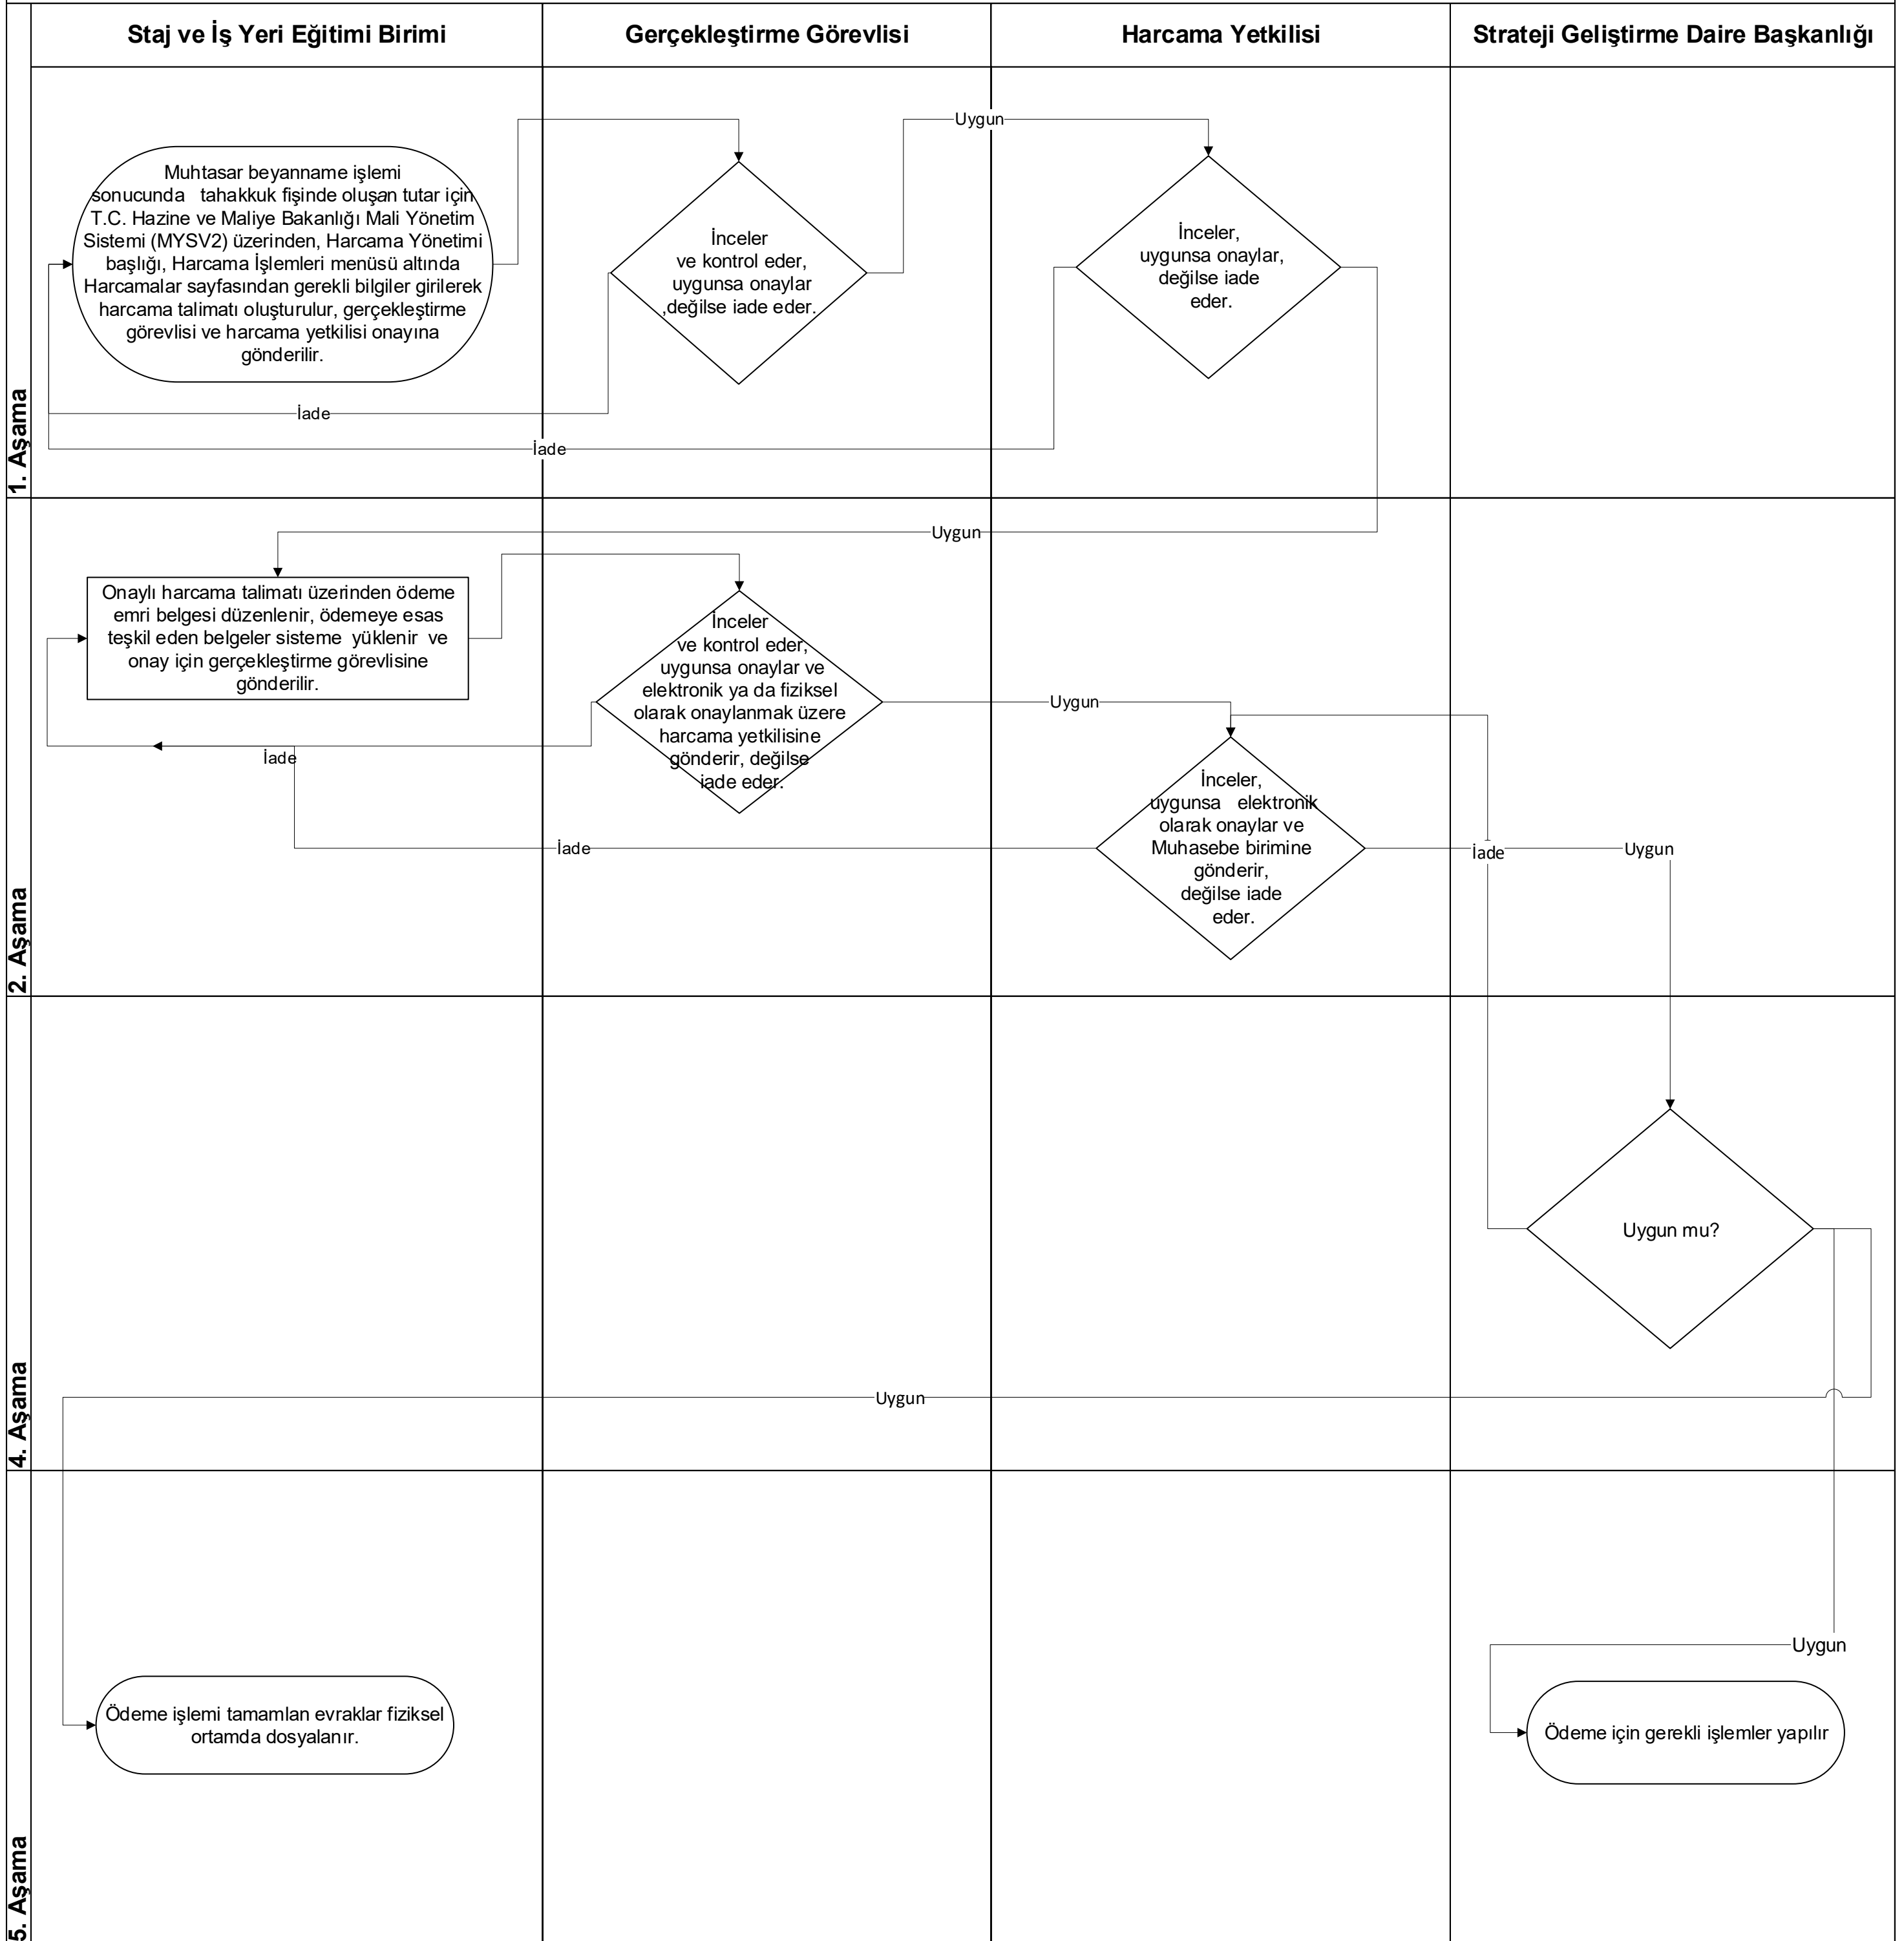 Staj ve İş Yeri Eğitimi Birimi
Gerçekleştirme Görevlisi
Harcama Yetkilisi
Strateji Geliştirme Daire Başkanlığı
1. Aşama
Muhtasar beyanname işlemi
sonucunda tahakkuk fişinde oluşan tutar için
T.C. Hazine ve Maliye Bakanlığı Mali Yönetim
Sistemi (MYSV2) üzerinden, Harcama Yönetimi
başlığı, Harcama İşlemleri menüsü altında
Harcamalar sayfasından gerekli bilgiler girilerek
harcama talimatı oluşturulur, gerçekleştirme
görevlisi ve harcama yetkilisi onayına
gönderilir.
İnceler
ve kontrol eder,
uygunsa onaylar
,değilse iade eder.
Uygun
İnceler,
uygunsa onaylar,
değilse iade
eder.
İade
İade
2. Aşama
Uygun
Onaylı harcama talimatı üzerinden ödeme
emri belgesi düzenlenir, ödemeye esas
teşkil eden belgeler sisteme yüklenir ve
onay için gerçekleştirme görevlisine
gönderilir.
İnceler
ve kontrol eder,
uygunsa onaylar ve
elektronik ya da fiziksel
olarak onaylanmak üzere
harcama yetkilisine
gönderir, değilse
iade eder.
Uygun
İade
İnceler,
uygunsa elektronik
olarak onaylar ve
Muhasebe birimine
gönderir,
değilse iade
eder.
İade
İade
Uygun
4. Aşama
Uygun mu?
Uygun
5. Aşama
Uygun
Ödeme işlemi tamamlan evraklar fiziksel
ortamda dosyalanır.
Ödeme için gerekli işlemler yapılır